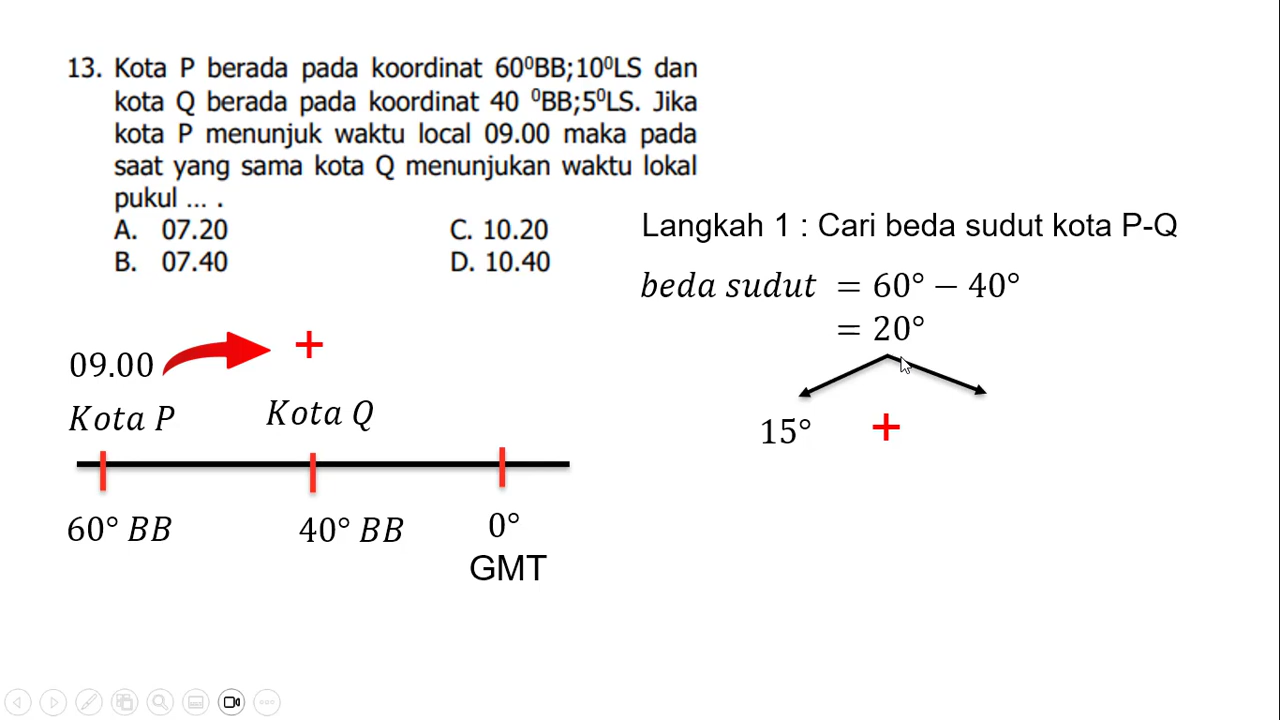 13. Kota P berada pada koordinat 60⁰BB;10⁰LS dan
kota Q berada pada koordinat 40 ⁰BB;5⁰LS. Jika
kota P menunjuk waktu local 09.00 maka pada
saat yang sama kota Q menunjukan waktu lokal
pukul ... .
A. 07.20
C. 10.20
B. 07.40
D. 10.40
Langkah 1 : Cari beda sudut kota P-Q
beda sudut = 60° − 40°
= 20°
15° +
09.00 +
Kota P Kota Q
60° BB 40° BB 0°
GMT